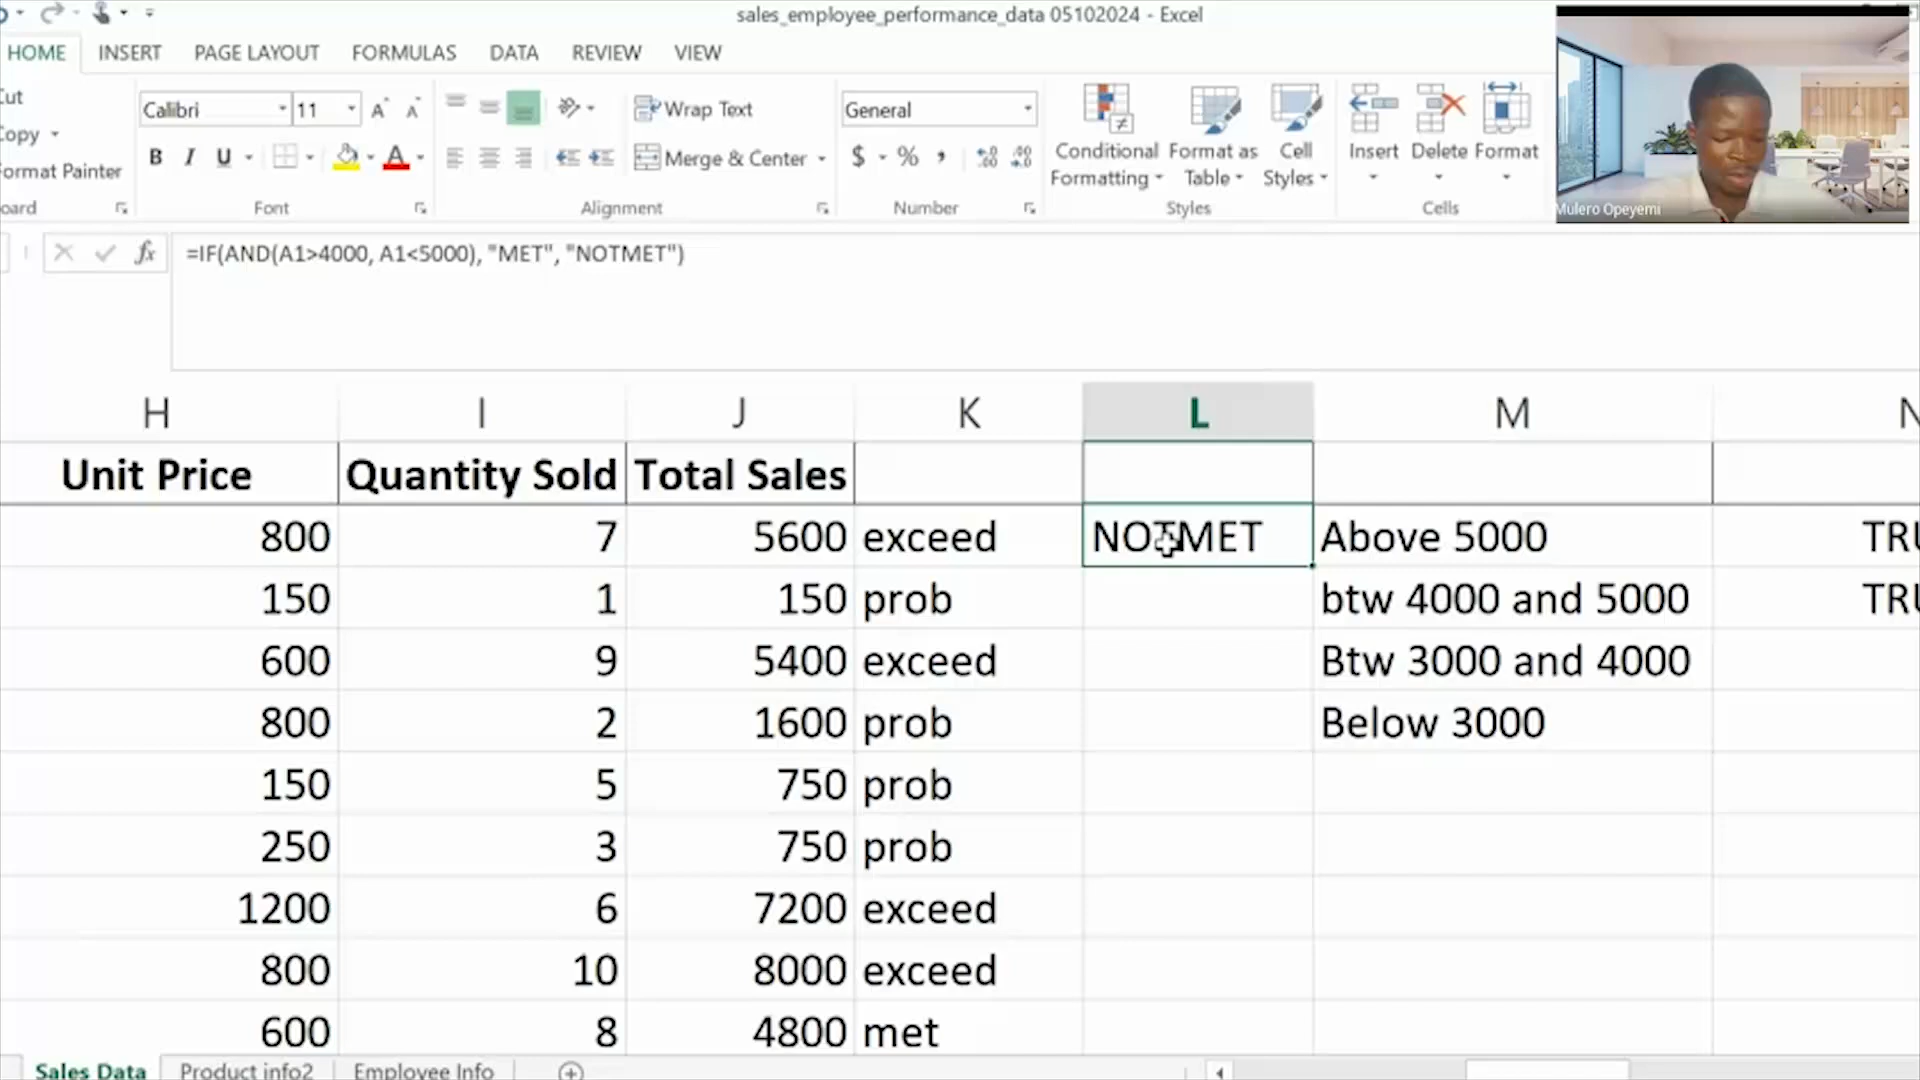 sales_employee_performance_data 05102024 - Excel
HOME INSERT PAGE LAYOUT FORMULAS DATA REVIEW VIEW
Calibri 11 Wrap Text General
Format Painter
B I U Merge & Center $ % , Conditional Formatting Format as Table Cell Styles Insert Delete Format
Font Alignment Number Styles Cells
Mulero Opeyemi
fx =IF(AND(A1>4000, A1<5000), "MET", "NOTMET")
H I J K L M
Unit Price Quantity Sold Total Sales
800 7 5600 exceed NOTMET Above 5000
150 1 150 prob btw 4000 and 5000
600 9 5400 exceed Btw 3000 and 4000
800 2 1600 prob Below 3000
150 5 750 prob
250 3 750 prob
1200 6 7200 exceed
800 10 8000 exceed
600 8 4800 met
Sales Data Product info2 Employee Info